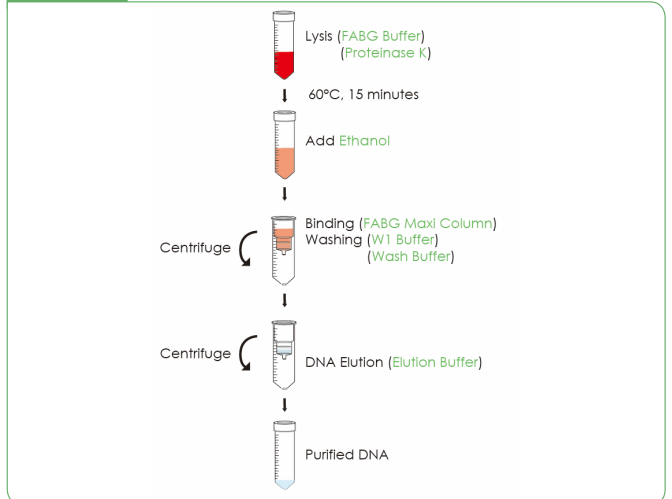 Lysis (FABG Buffer)
(Proteinase K)
60°C, 15 minutes
Add Ethanol
Binding (FABG Maxi Column)
Centrifuge
Washing (W1 Buffer)
(Wash Buffer)
Centrifuge
DNA Elution (Elution Buffer)
Purified DNA